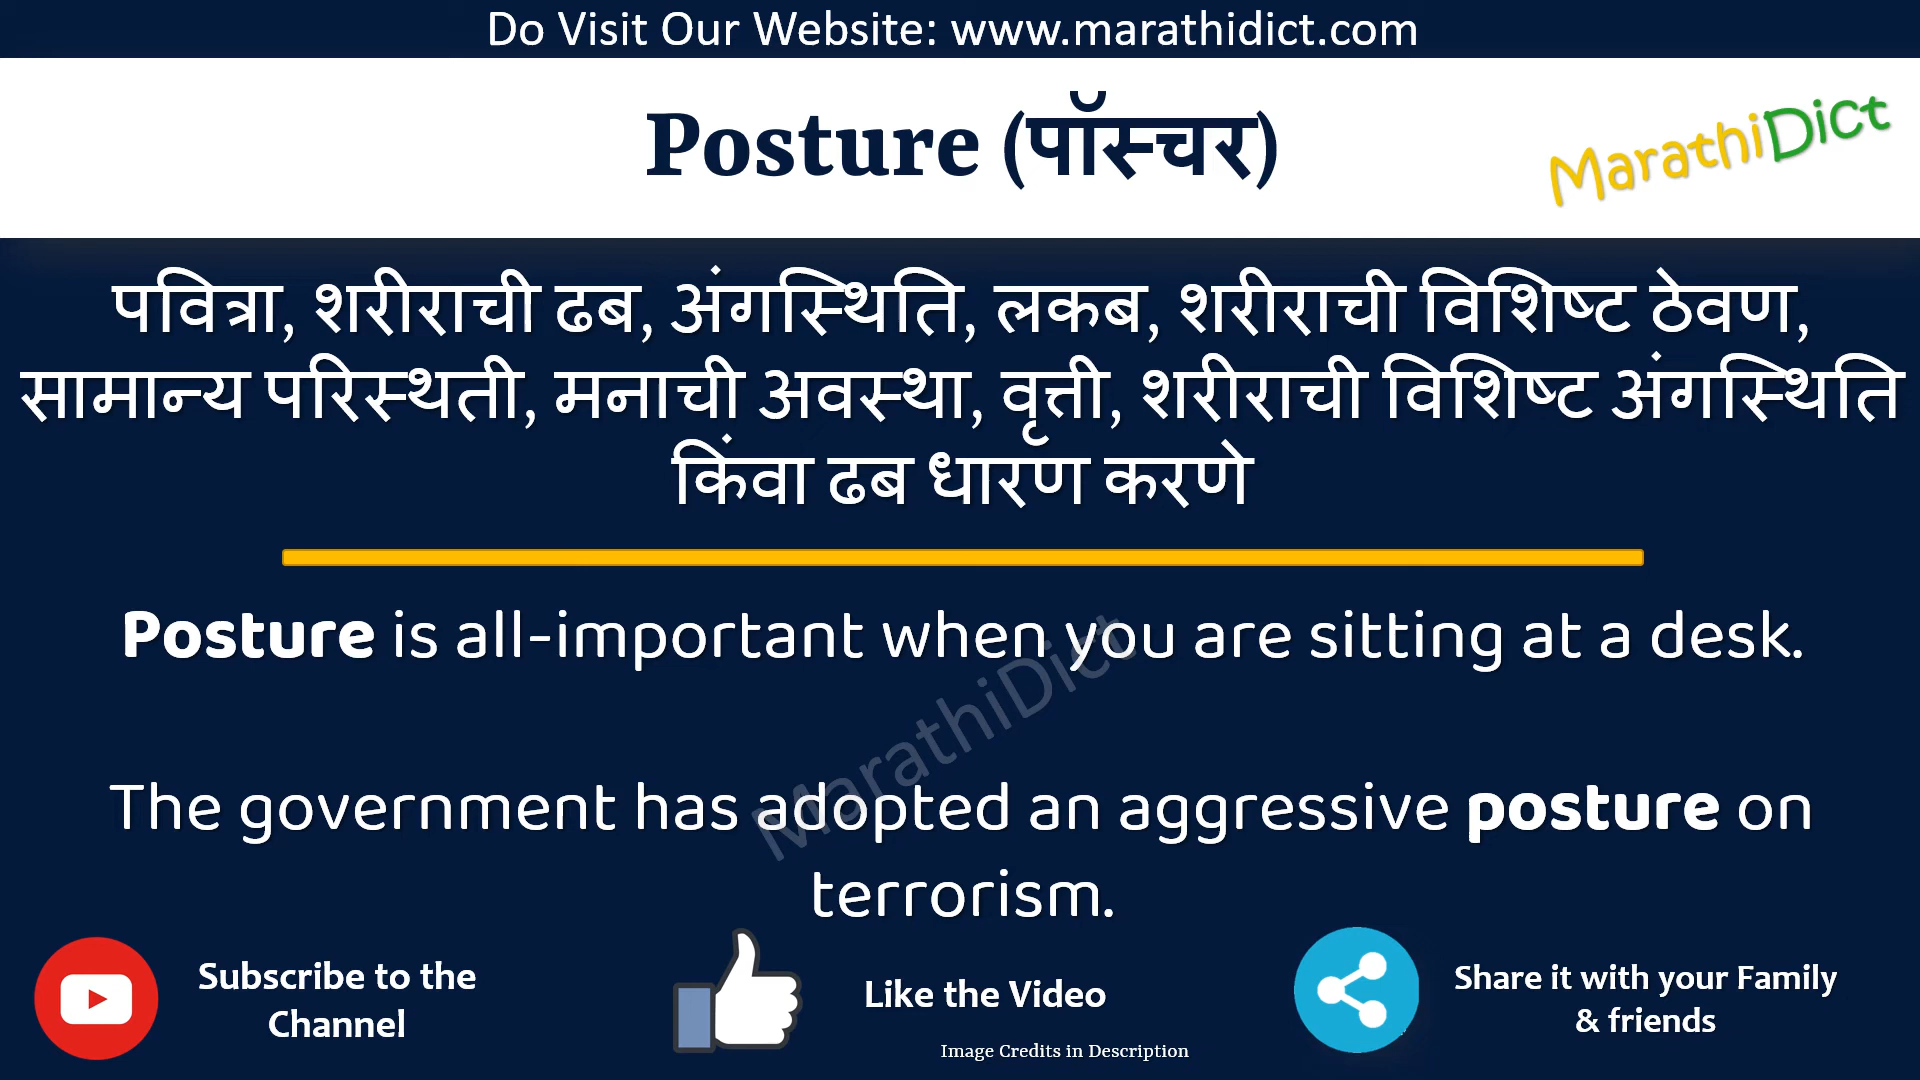 Do Visit Our Website: www.marathidict.com
Posture (पॉस्चर)
MarathiDict
पवित्रा, शरीराची ढब, अंगस्थिति, लकब, शरीराची विशिष्ट ठेवण,
सामान्य परिस्थती, मनाची अवस्था, वृत्ती, शरीराची विशिष्ट अंगस्थिति
किंवा ढब धारण करणे
Posture is all-important when you are sitting at a desk.
MarathiDict
The government has adopted an aggressive posture on
terrorism.
Subscribe to the
Channel
Like the Video
Share it with your Family
& friends
Image Credits in Description